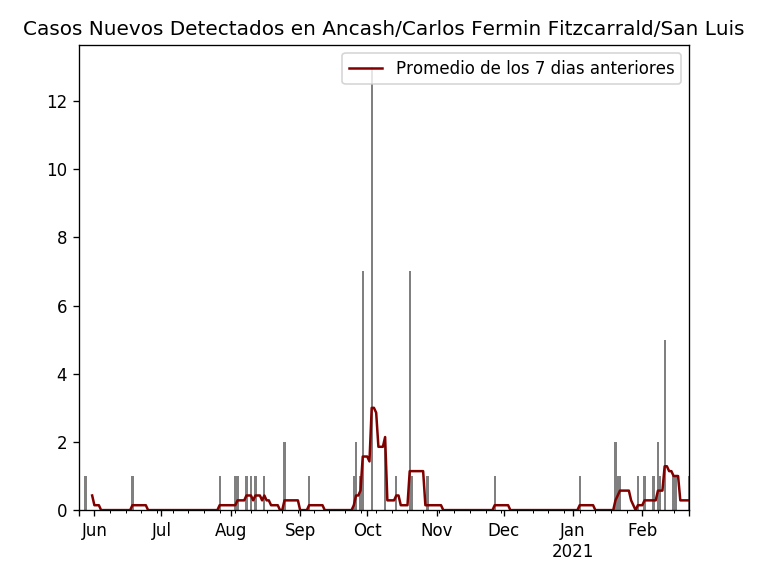 Casos Nuevos Detectados en Ancash/Carlos Fermin Fitzcarrald/San Luis
Promedio de los 7 dias anteriores
12
10
8
6
4
2
0
Jun Jul Aug Sep Oct Nov Dec Jan Feb
2021